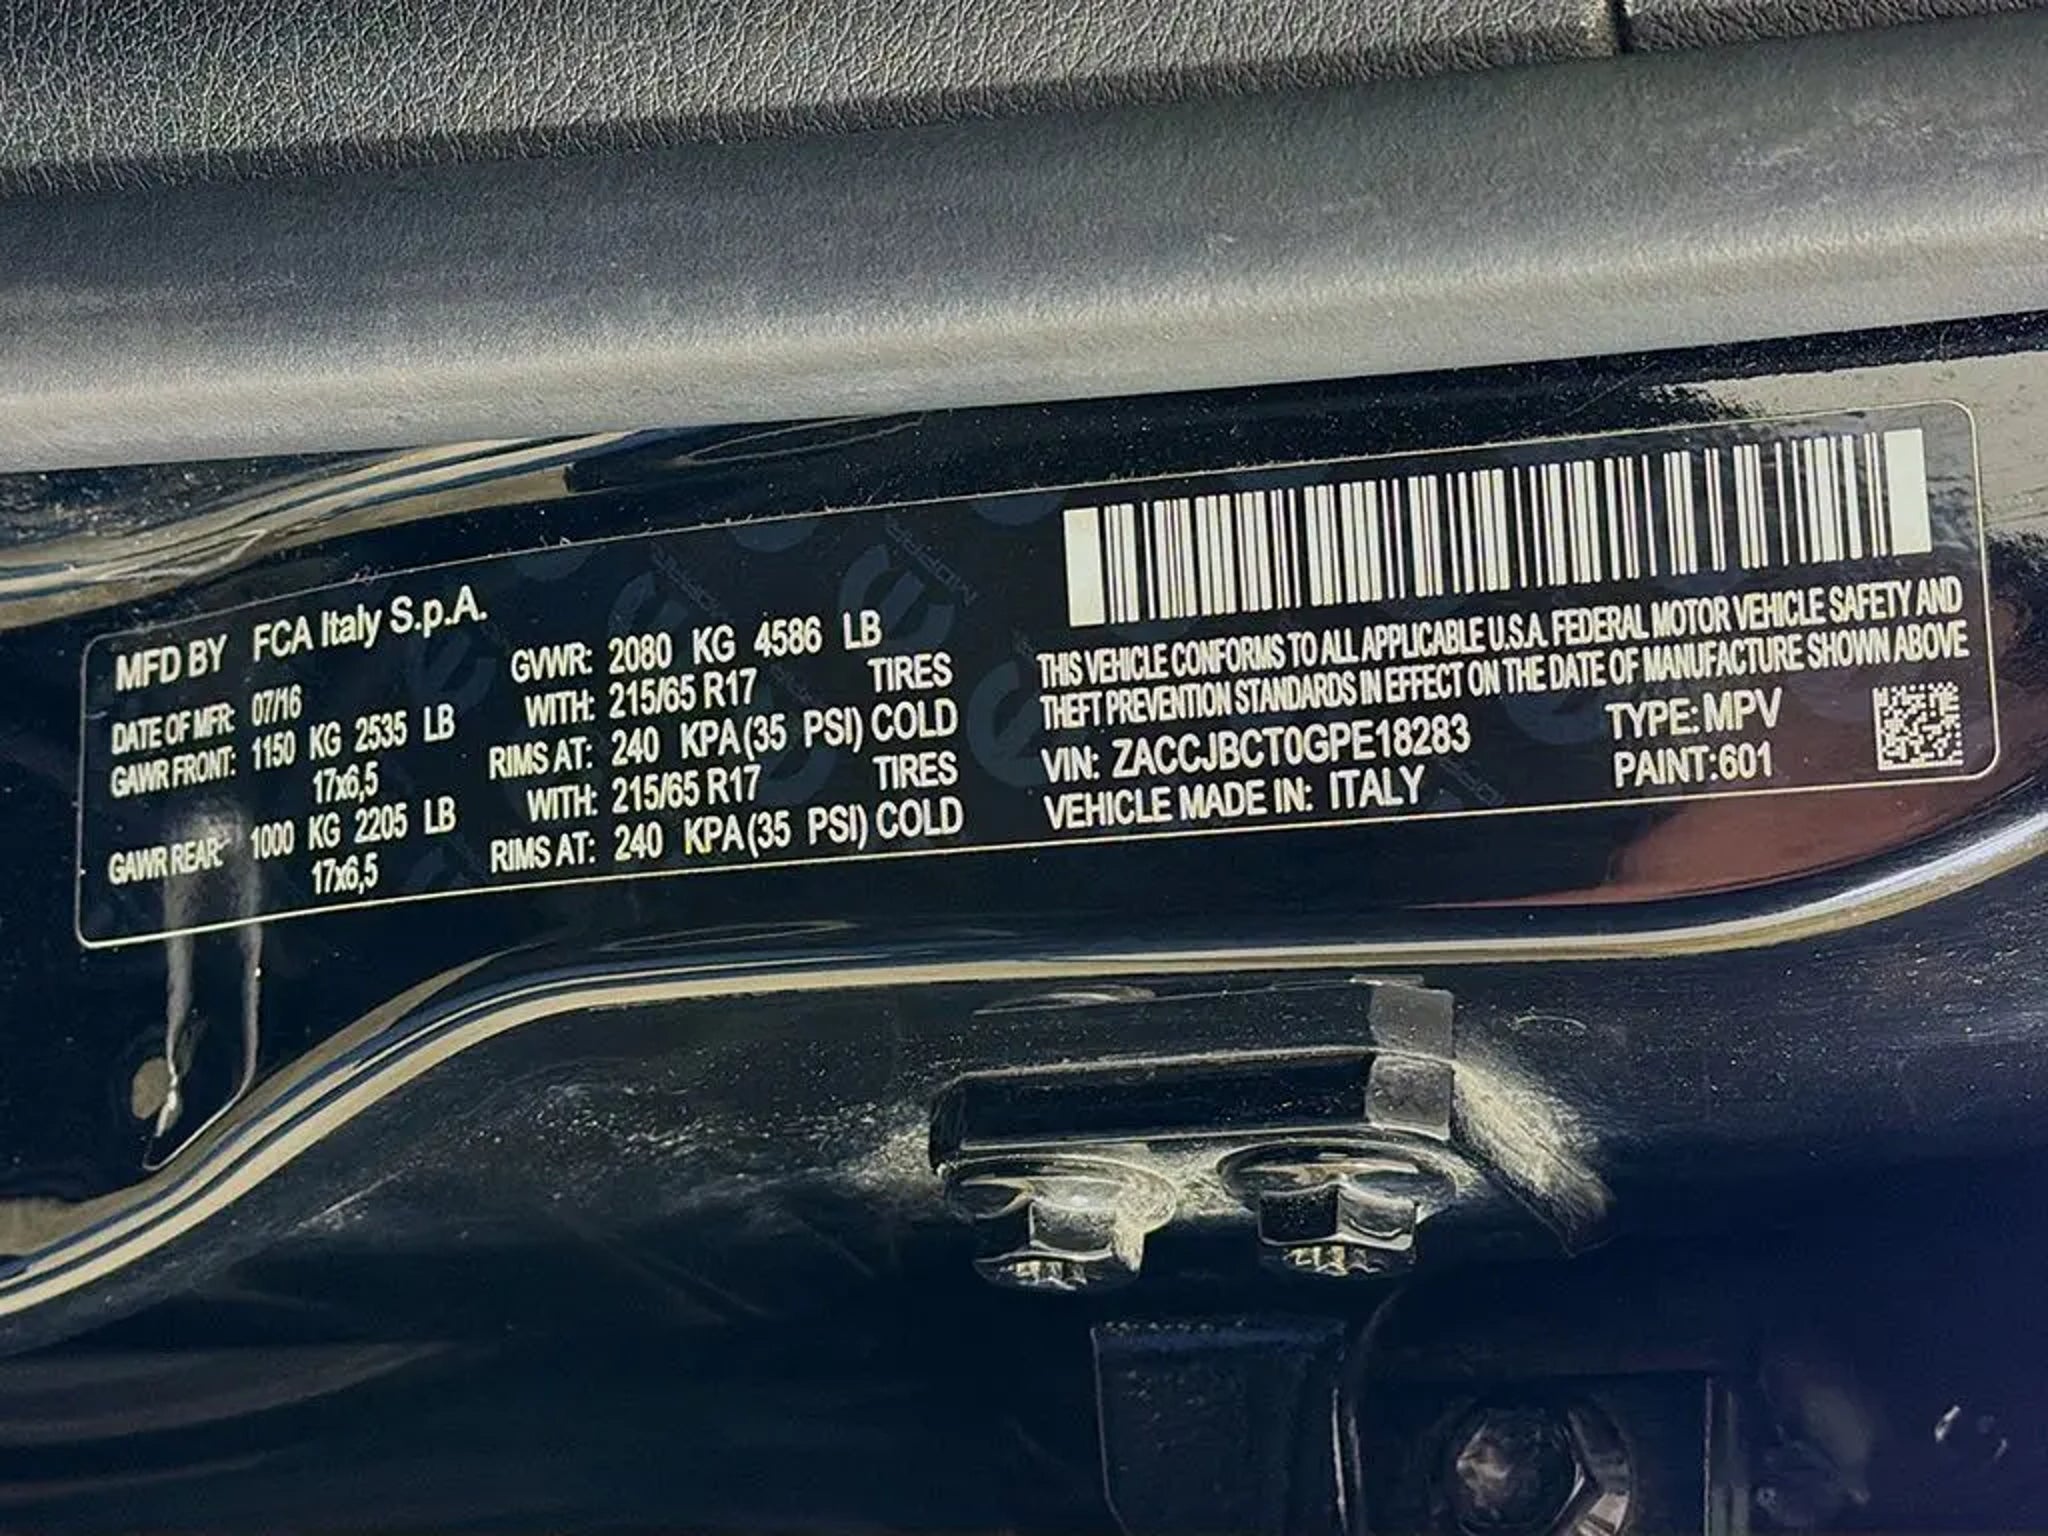 MFD BY FCA Italy S.p.A.
DATE OF MFR: 07/16
GVWR: 2080 KG 4586 LB
GAWR FRONT: 1150 KG 2535 LB WITH: 215/65 R17 TIRES
17x6,5 RIMS AT: 240 KPA (35 PSI) COLD
GAWR REAR: 1000 KG 2205 LB WITH: 215/65 R17 TIRES
17x6,5 RIMS AT: 240 KPA (35 PSI) COLD
THIS VEHICLE CONFORMS TO ALL APPLICABLE U.S.A. FEDERAL MOTOR VEHICLE SAFETY AND
THEFT PREVENTION STANDARDS IN EFFECT ON THE DATE OF MANUFACTURE SHOWN ABOVE
VIN: ZACCJBCT0GPE18283 TYPE: MPV
VEHICLE MADE IN: ITALY PAINT:601
MOPAR